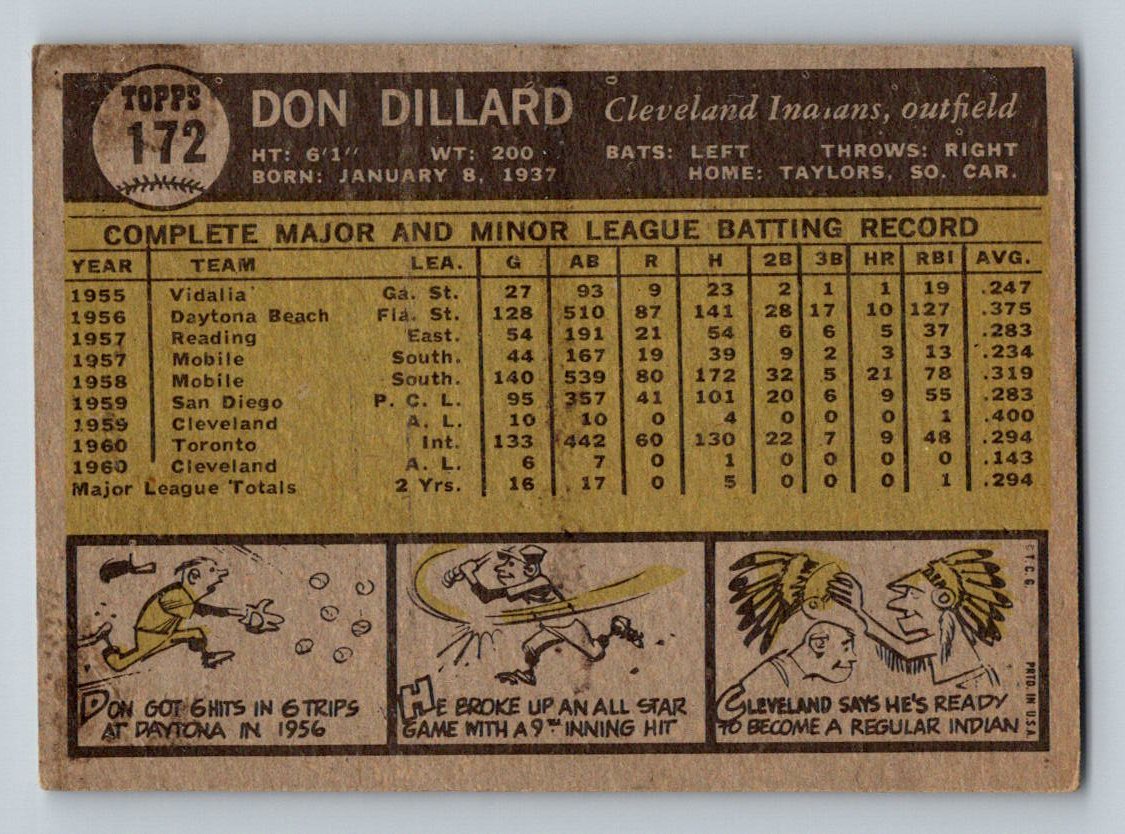 TOPPS
172
DON DILLARD Cleveland Indians, outfield
HT: 6'1" WT: 200 BATS: LEFT THROWS: RIGHT
BORN: JANUARY 8, 1937 HOME: TAYLORS, SO. CAR.
COMPLETE MAJOR AND MINOR LEAGUE BATTING RECORD
YEAR TEAM LEA. G AB R H 2B 3B HR RBI AVG.
1955 Vidalia Ga. St. 27 93 9 23 2 1 1 19 .247
1956 Daytona Beach Fla. St. 128 510 87 141 28 17 10 127 .375
1957 Reading East. 54 191 21 54 6 6 5 37 .283
1957 Mobile South. 44 167 19 39 9 2 3 13 .234
1958 Mobile South. 140 539 80 172 32 5 21 78 .319
1959 San Diego P. C. L. 95 357 41 101 20 6 9 55 .283
1959 Cleveland A. L. 10 10 0 4 0 0 0 1 .400
1960 Toronto Int. 133 442 60 130 22 7 9 48 .294
1960 Cleveland A. L. 6 7 0 1 0 0 0 0 .143
Major League Totals 2 Yrs. 16 17 0 5 0 0 0 1 .294
DON GOT 6 HITS IN 6 TRIPS
AT DAYTONA IN 1956
HE BROKE UP AN ALL STAR
GAME WITH A 9TH INNING HIT
CLEVELAND SAYS HE'S READY
TO BECOME A REGULAR INDIAN
© T. C. G.
PRTD. IN U.S.A.